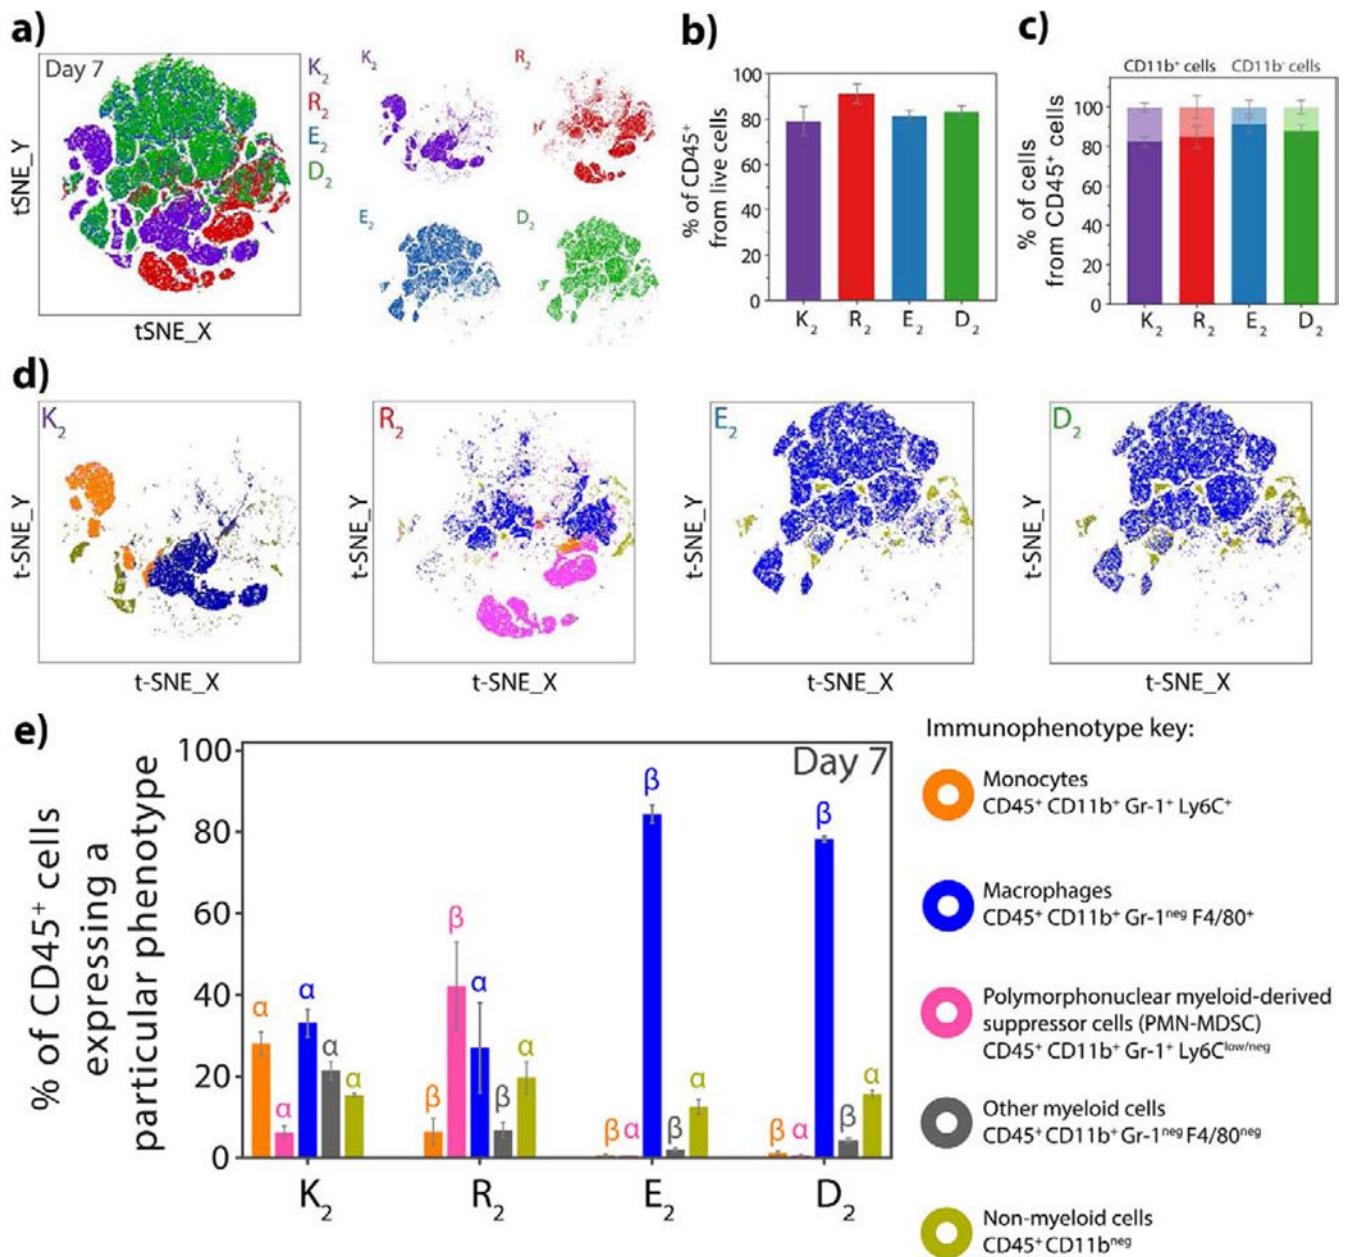 a)
Day 7
K₂
R₂
E₂
D₂
tSNE_Y
tSNE_X
K₂
R₂
E₂
D₂
b)
% of CD45⁺
from live cells
100
80
60
40
20
0
K₂ R₂ E₂ D₂
c)
CD11b⁺ cells CD11b⁻ cells
% of cells
from CD45⁺ cells
100
80
60
40
20
0
K₂ R₂ E₂ D₂
d)
K₂
t-SNE_Y
t-SNE_X
R₂
t-SNE_Y
t-SNE_X
E₂
t-SNE_Y
t-SNE_X
D₂
t-SNE_Y
t-SNE_X
e)
% of CD45⁺ cells
expressing a
particular phenotype
100
80
60
40
20
0
Day 7
α α α α α
β β α β α
β α β β α
β α β β α
K₂ R₂ E₂ D₂
Immunophenotype key:
Monocytes
CD45⁺ CD11b⁺ Gr-1⁺ Ly6C⁺
Macrophages
CD45⁺ CD11b⁺ Gr-1ⁿᵉᵍ F4/80⁺
Polymorphonuclear myeloid-derived
suppressor cells (PMN-MDSC)
CD45⁺ CD11b⁺ Gr-1⁺ Ly6Cˡᵒʷ/ⁿᵉᵍ
Other myeloid cells
CD45⁺ CD11b⁺ Gr-1ⁿᵉᵍ F4/80ⁿᵉᵍ
Non-myeloid cells
CD45⁺ CD11bⁿᵉᵍ